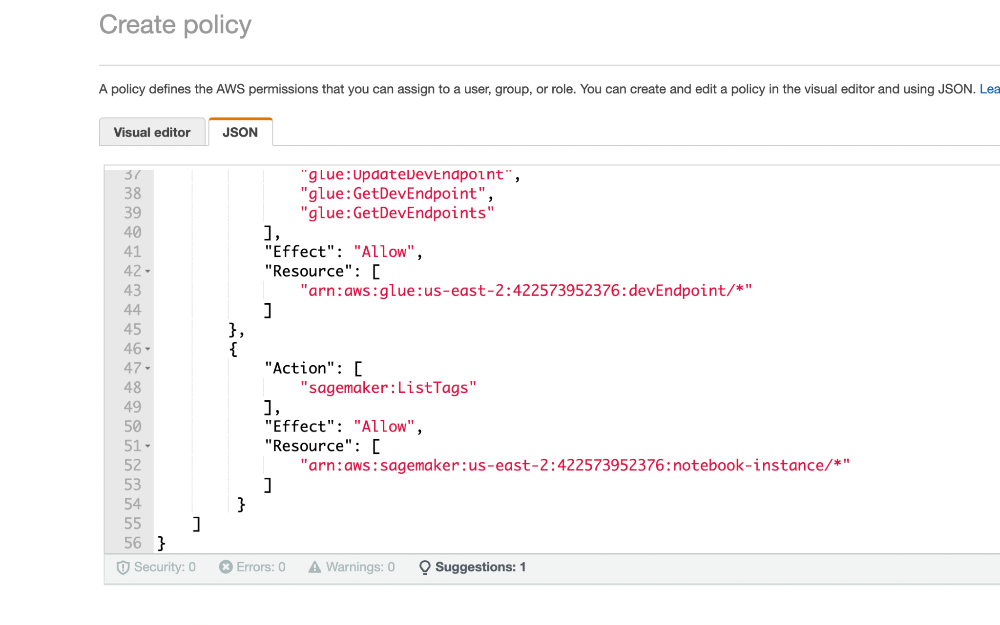 Create policy
A policy defines the AWS permissions that you can assign to a user, group, or role. You can create and edit a policy in the visual editor and using JSON. Lea
Visual editor JSON
37 "glue:UpdateDevEndpoint",
38 "glue:GetDevEndpoint",
39 "glue:GetDevEndpoints"
40 ],
41 "Effect": "Allow",
42 "Resource": [
43 "arn:aws:glue:us-east-2:422573952376:devEndpoint/*"
44 ]
45 },
46 {
47 "Action": [
48 "sagemaker:ListTags"
49 ],
50 "Effect": "Allow",
51 "Resource": [
52 "arn:aws:sagemaker:us-east-2:422573952376:notebook-instance/*"
53 ]
54 }
55 ]
56 }
Security: 0 Errors: 0 Warnings: 0 Suggestions: 1